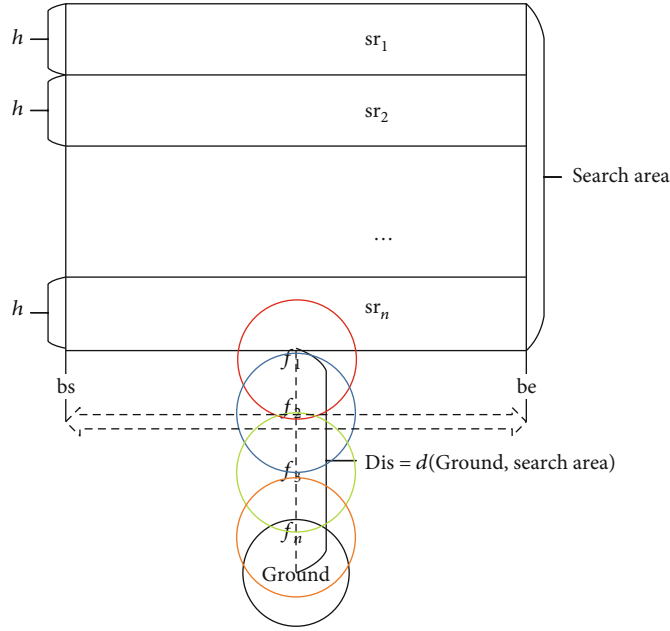 h
sr₁
h
sr₂
Search area
...
h
srₙ
f₁
bs
be
f₂
Dis = d(Ground, search area)
f₃
fₙ
Ground